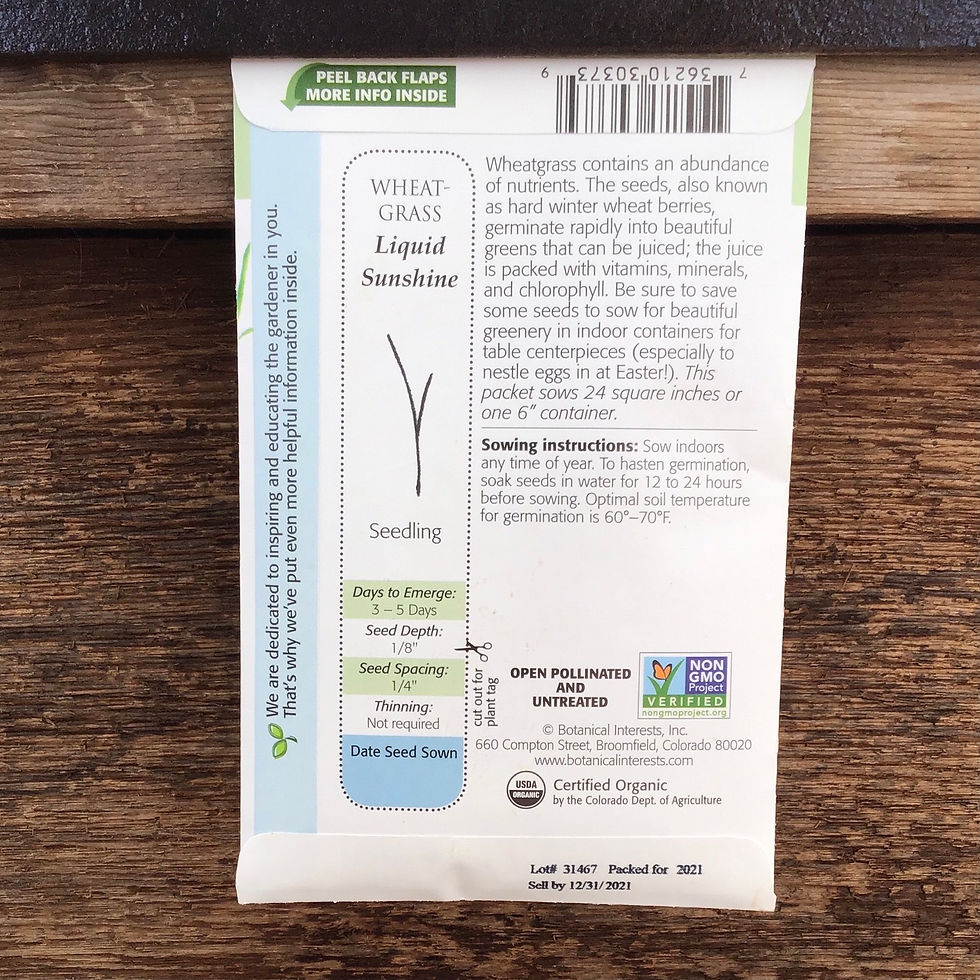 PEEL BACK FLAPS
MORE INFO INSIDE
7 36210 30373 9
We are dedicated to inspiring and educating the gardener in you.
That's why we've put even more helpful information inside.
WHEAT-
GRASS
Liquid
Sunshine
Seedling
Days to Emerge:
3 – 5 Days
Seed Depth:
1/8"
Seed Spacing:
1/4"
Thinning:
Not required
Date Seed Sown
cut out for
plant tag
Wheatgrass contains an abundance
of nutrients. The seeds, also known
as hard winter wheat berries,
germinate rapidly into beautiful
greens that can be juiced; the juice
is packed with vitamins, minerals,
and chlorophyll. Be sure to save
some seeds to sow for beautiful
greenery in indoor containers for
table centerpieces (especially to
nestle eggs in at Easter!). This
packet sows 24 square inches or
one 6" container.
Sowing instructions: Sow indoors
any time of year. To hasten germination,
soak seeds in water for 12 to 24 hours
before sowing. Optimal soil temperature
for germination is 60°–70°F.
OPEN POLLINATED
AND
UNTREATED
NON
GMO
Project
VERIFIED
nongmoproject.org
© Botanical Interests, Inc.
660 Compton Street, Broomfield, Colorado 80020
www.botanicalinterests.com
USDA
ORGANIC
Certified Organic
by the Colorado Dept. of Agriculture
Lot# 31467 Packed for 2021
Sell by 12/31/2021